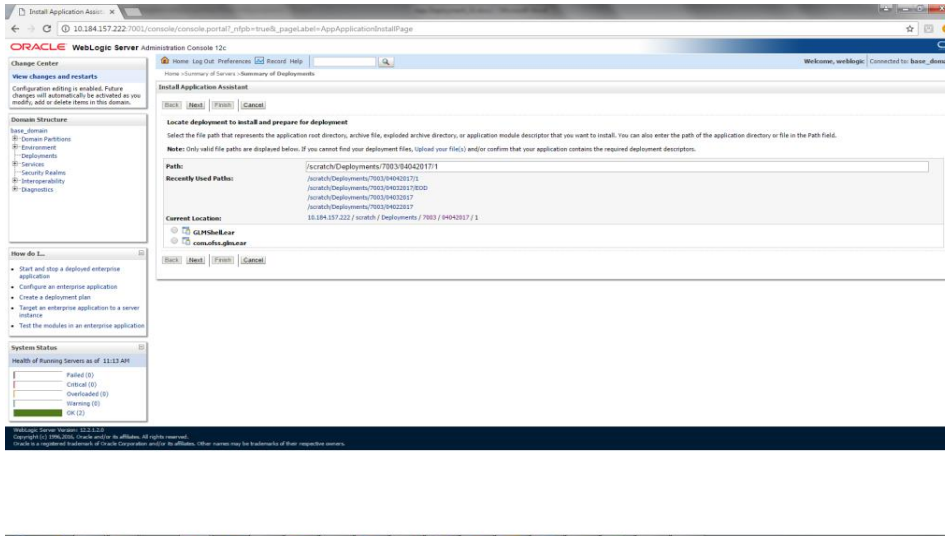 Install Application Assist
10.184.157.222:7001/console/console.portal?_nfpb=true&_pageLabel=AppApplicationInstallPage
ORACLE WebLogic Server Administration Console 12c
Change Center
View changes and restarts
Configuration editing is enabled. Future
changes will automatically be activated as you
modify, add or delete items in this domain.
Domain Structure
base_domain
Domain Partitions
Environment
Deployments
Services
Security Realms
Interoperability
Diagnostics
How do I...
Start and stop a deployed enterprise
application
Configure an enterprise application
Create a deployment plan
Target an enterprise application to a server
instance
Test the modules in an enterprise application
System Status
Health of Running Servers as of 11:13 AM
Failed (0)
Critical (0)
Overloaded (0)
Warning (0)
OK (2)
Home Log Out Preferences Record Help
Welcome, weblogic Connected to: base_doma
Home >Summary of Servers >Summary of Deployments
Install Application Assistant
Back Next Finish Cancel
Locate deployment to install and prepare for deployment
Select the file path that represents the application root directory, archive file, exploded archive directory, or application module descriptor that you want to install. You can also enter the path of the application directory or file in the Path field.
Note: Only valid file paths are displayed below. If you cannot find your deployment files, Upload your file(s) and/or confirm that your application contains the required deployment descriptors.
Path: /scratch/Deployments/7003/04042017/1
Recently Used Paths: /scratch/Deployments/7003/04042017/1
/scratch/Deployments/7003/04032017/EOD
/scratch/Deployments/7003/04032017
/scratch/Deployments/7003/04022017
Current Location: 10.184.157.222 / scratch / Deployments / 7003 / 04042017 / 1
GLMShell.ear
com.ofss.glm.ear
Back Next Finish Cancel
WebLogic Server Version: 12.2.1.2.0
Copyright (c) 1996,2016, Oracle and/or its affiliates. All rights reserved.
Oracle is a registered trademark of Oracle Corporation and/or its affiliates. Other names may be trademarks of their respective owners.